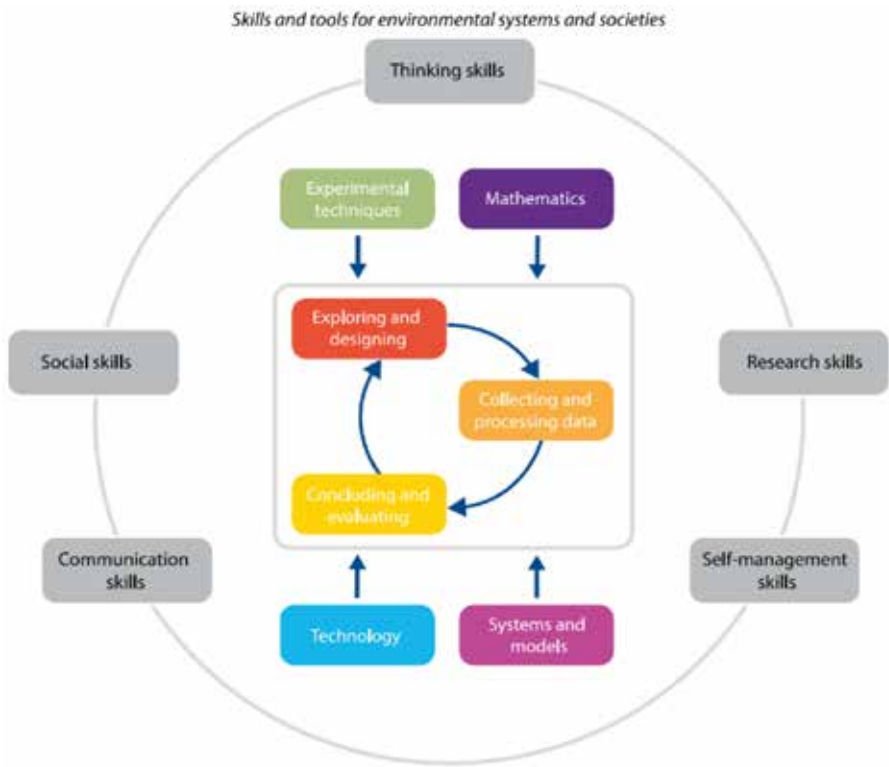 Skills and tools for environmental systems and societies
Thinking skills
Experimental
techniques
Mathematics
Exploring and
designing
Social skills
Research skills
Collecting and
processing data
Concluding and
evaluating
Communication
skills
Self-management
skills
Technology
Systems and
models